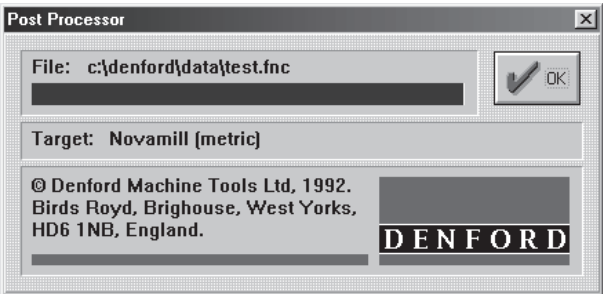 Post Processor
File: c:\denford\data\test.fnc
OK
Target: Novamill (metric)
© Denford Machine Tools Ltd, 1992.
Birds Royd, Brighouse, West Yorks,
HD6 1NB, England.
DENFORD